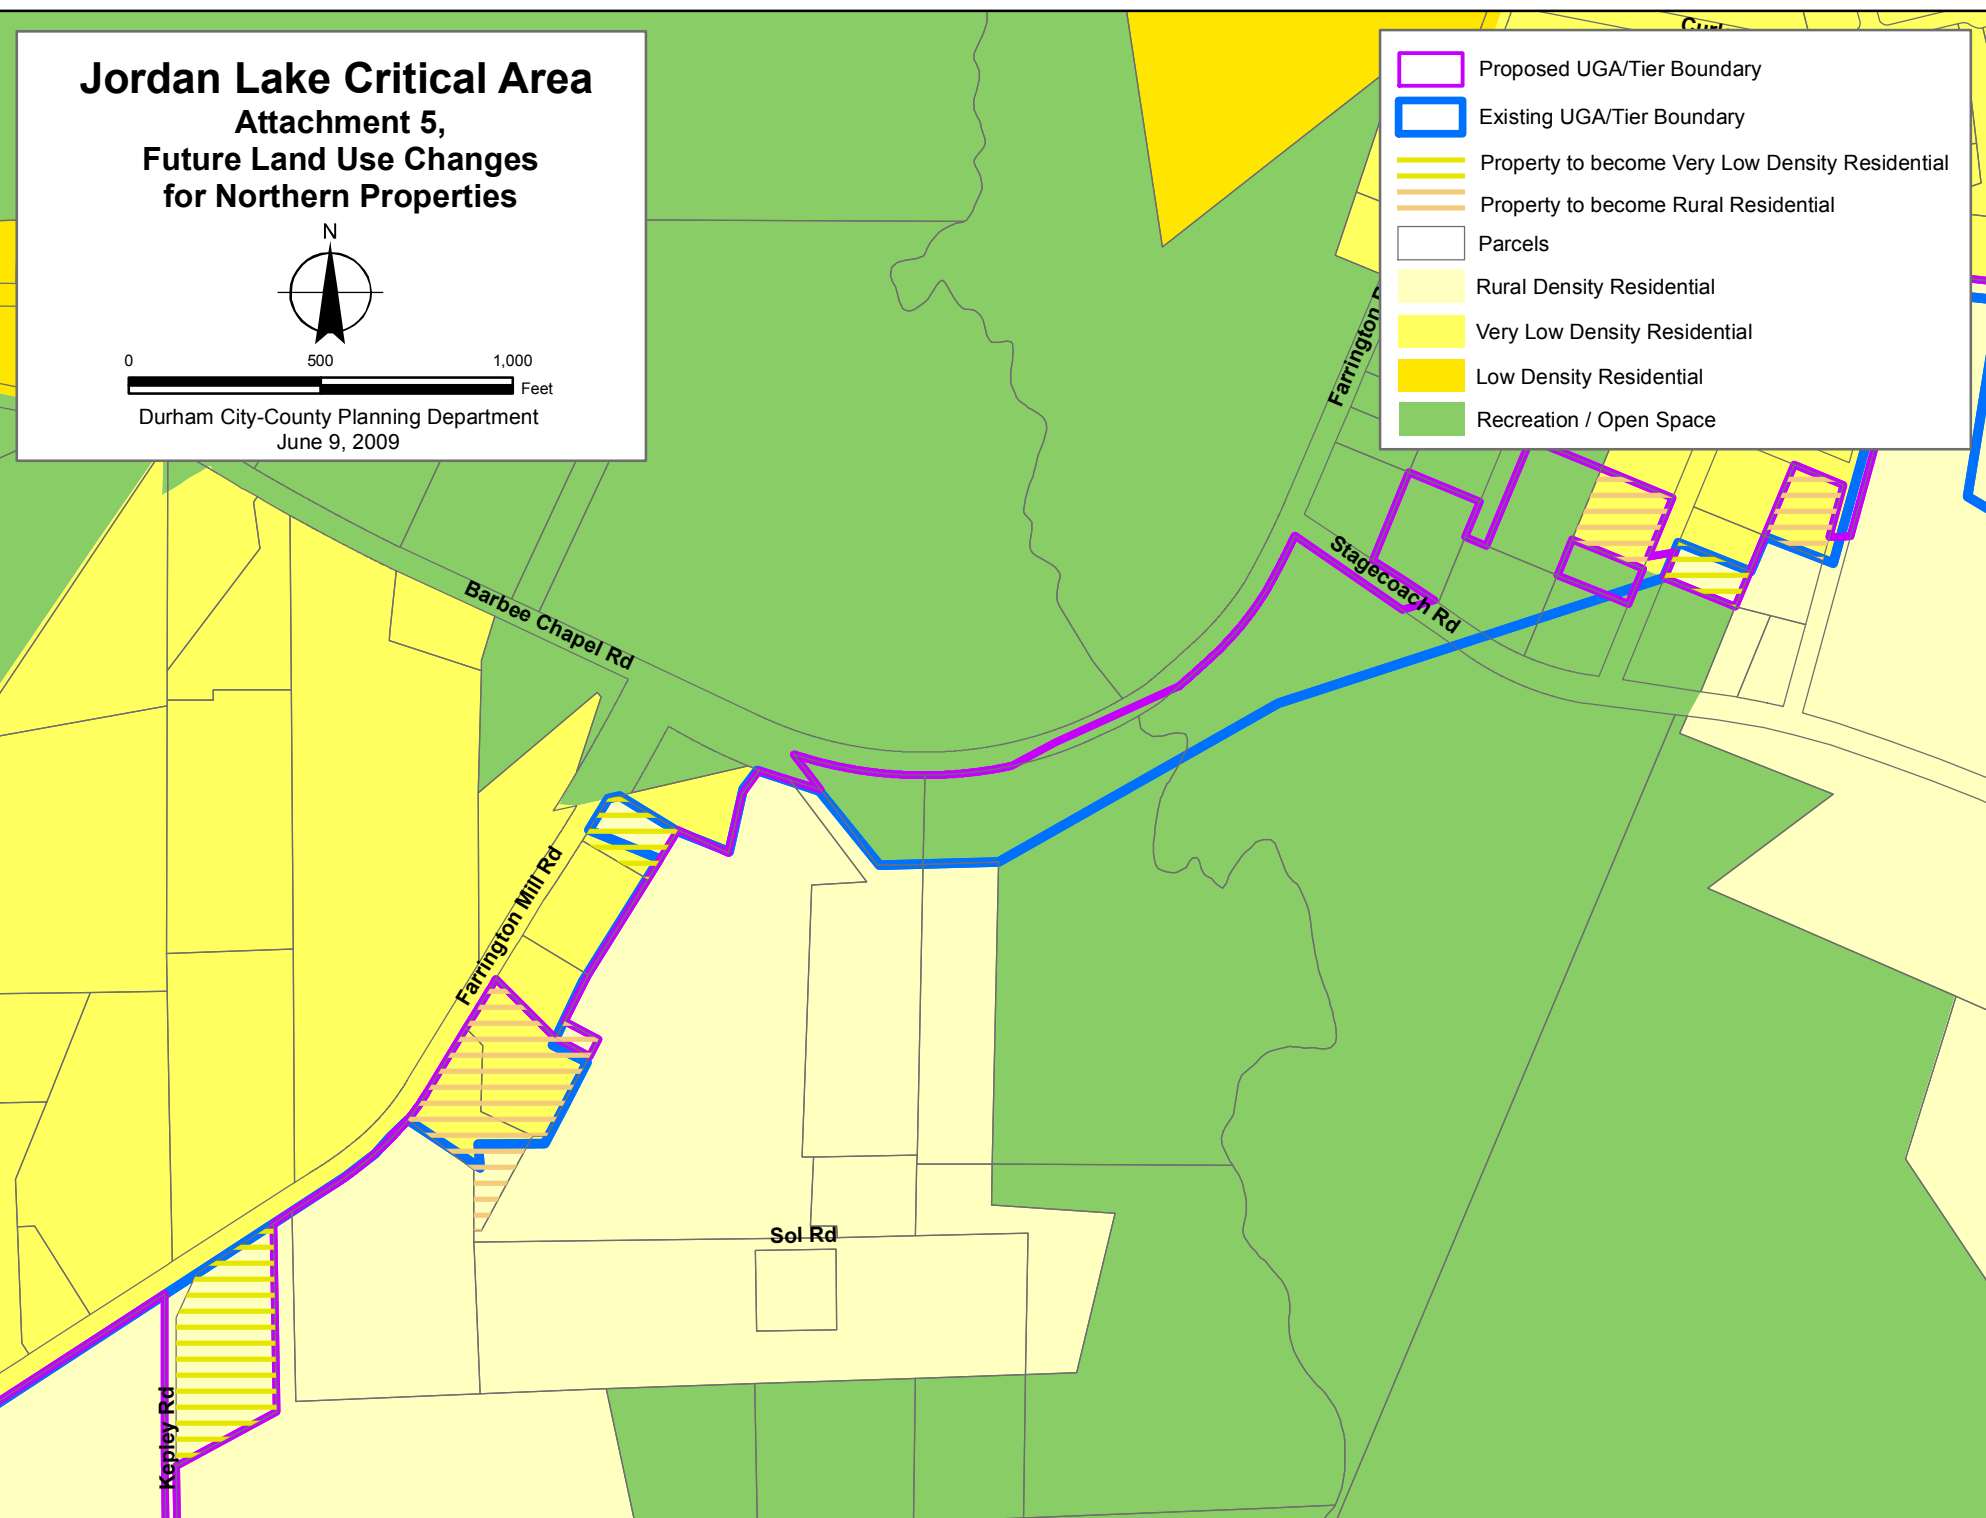 Jordan Lake Critical Area
Attachment 5,
Future Land Use Changes
for Northern Properties
N
0 500 1,000
Feet
Durham City-County Planning Department
June 9, 2009
Proposed UGA/Tier Boundary
Existing UGA/Tier Boundary
Property to become Very Low Density Residential
Property to become Rural Residential
Parcels
Rural Density Residential
Very Low Density Residential
Low Density Residential
Recreation / Open Space
Farrington
Stagecoach Rd
Barbee Chapel Rd
Farrington Mill Rd
Sol Rd
Kepley Rd